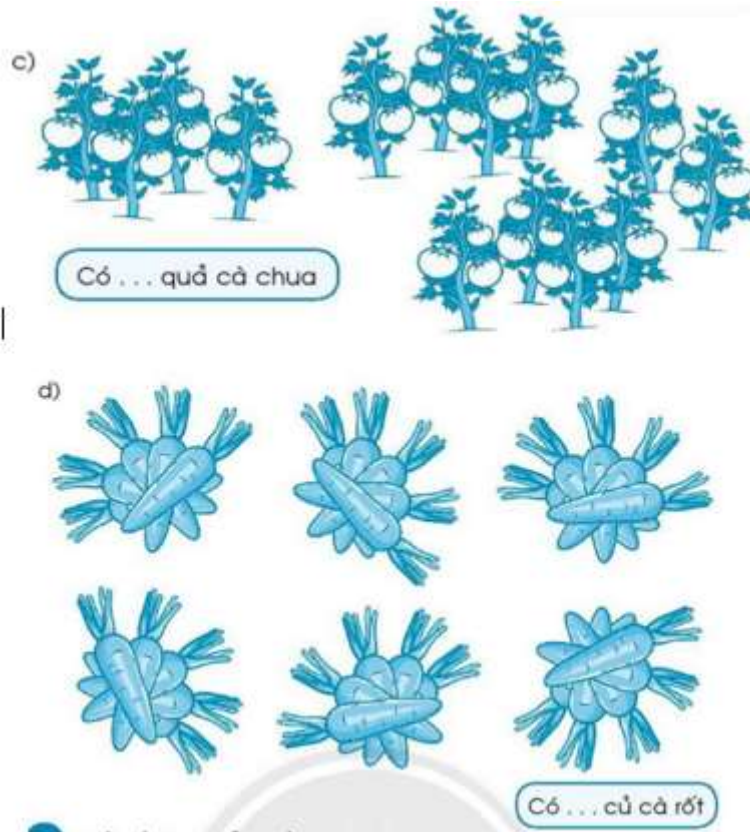 c)
Có . . . quả cà chua
d)
Có . . . củ cà rốt